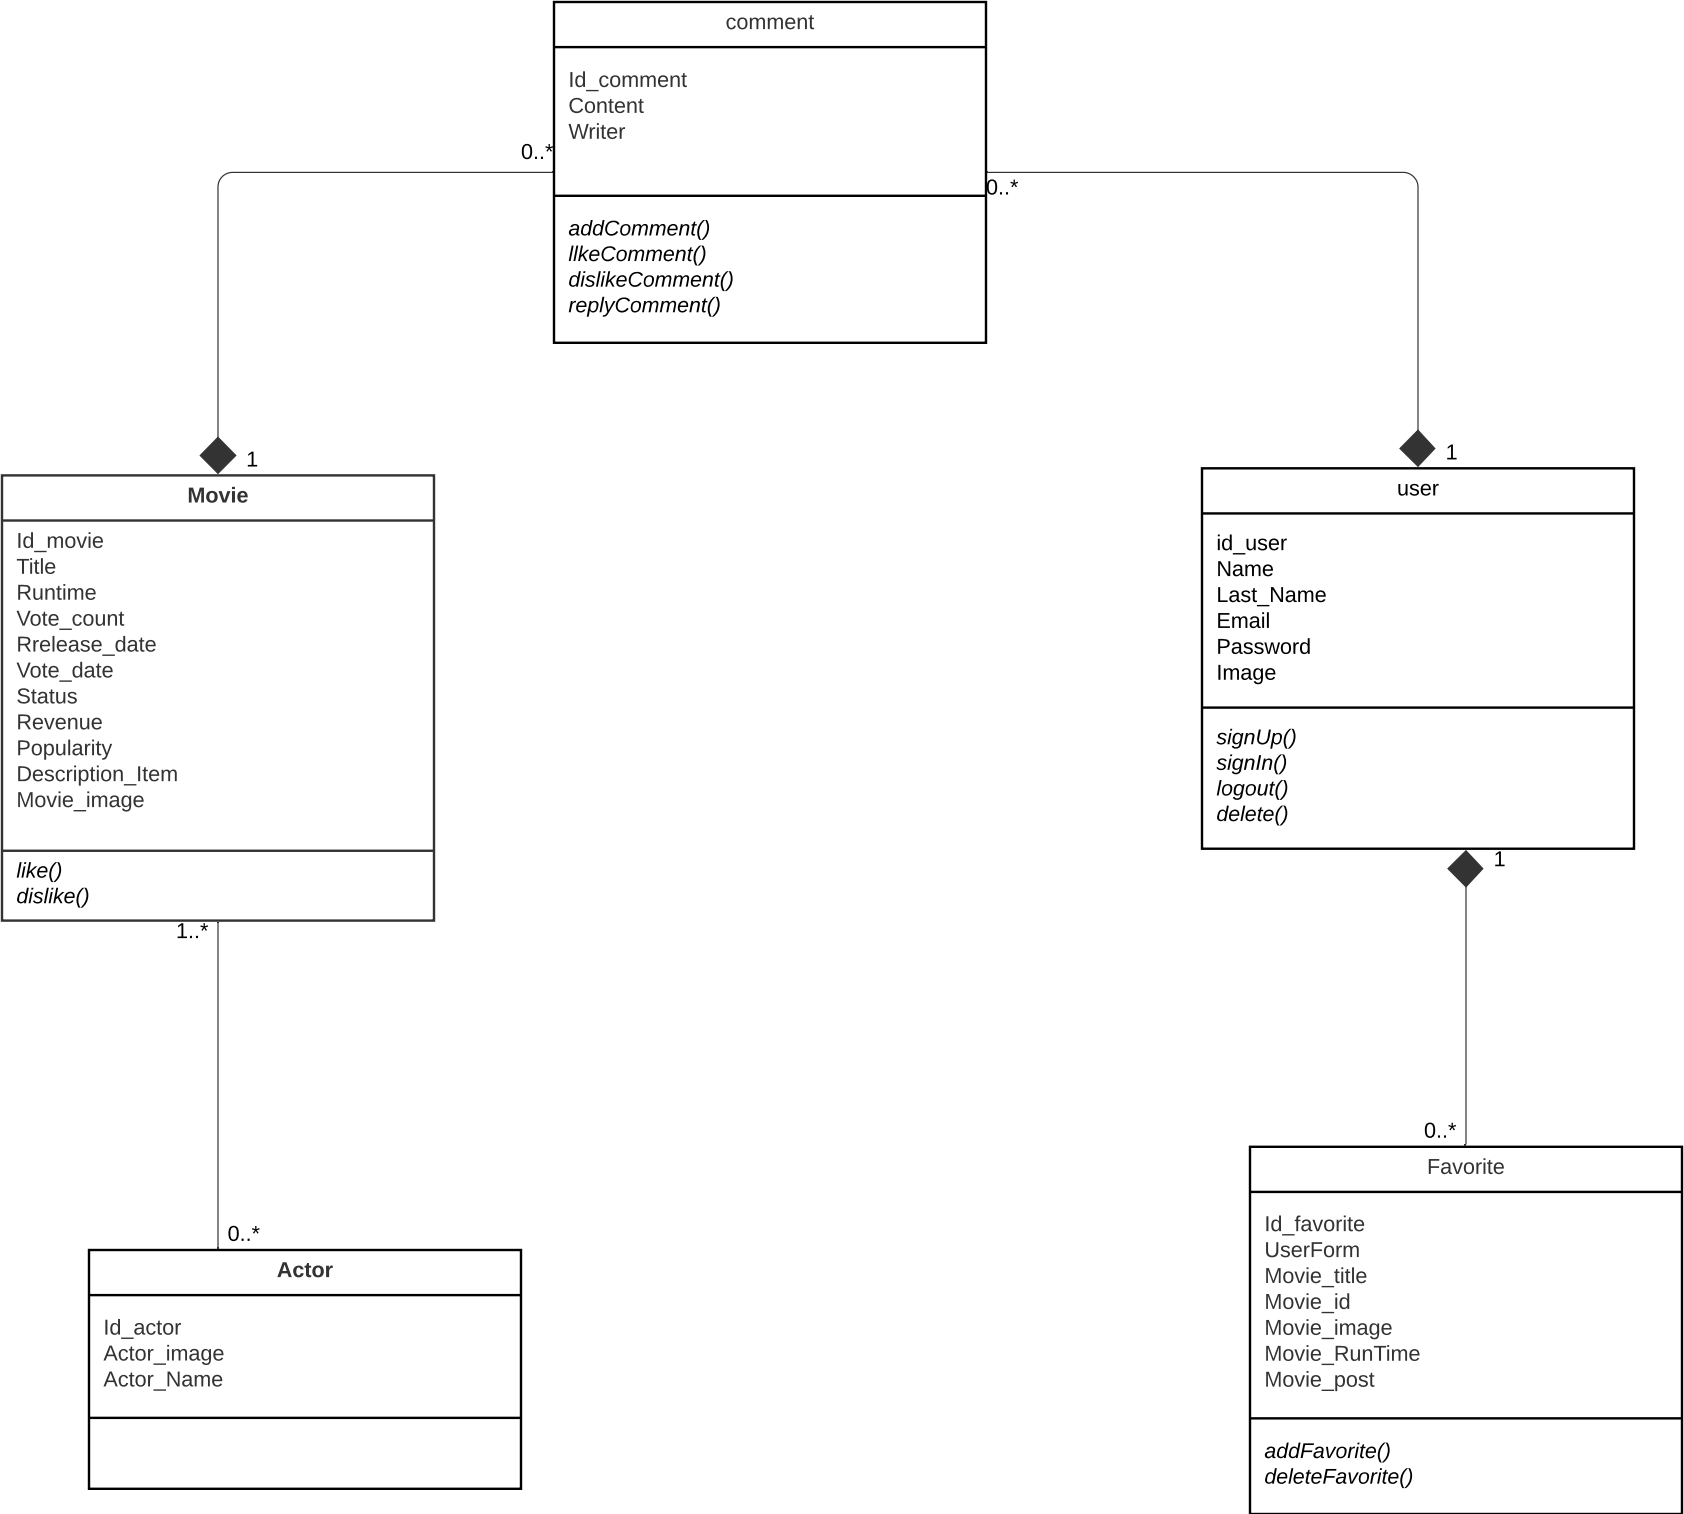 comment
Id_comment
Content
Writer
0..*
0..*
addComment()
llkeComment()
dislikeComment()
replyComment()
1
1
Movie
Id_movie
Title
Runtime
Vote_count
Rrelease_date
Vote_date
Status
Revenue
Popularity
Description_Item
Movie_image
like()
dislike()
user
id_user
Name
Last_Name
Email
Password
Image
signUp()
signIn()
logout()
delete()
1..*
1
0..*
0..*
Actor
Id_actor
Actor_image
Actor_Name
Favorite
Id_favorite
UserForm
Movie_title
Movie_id
Movie_image
Movie_RunTime
Movie_post
addFavorite()
deleteFavorite()